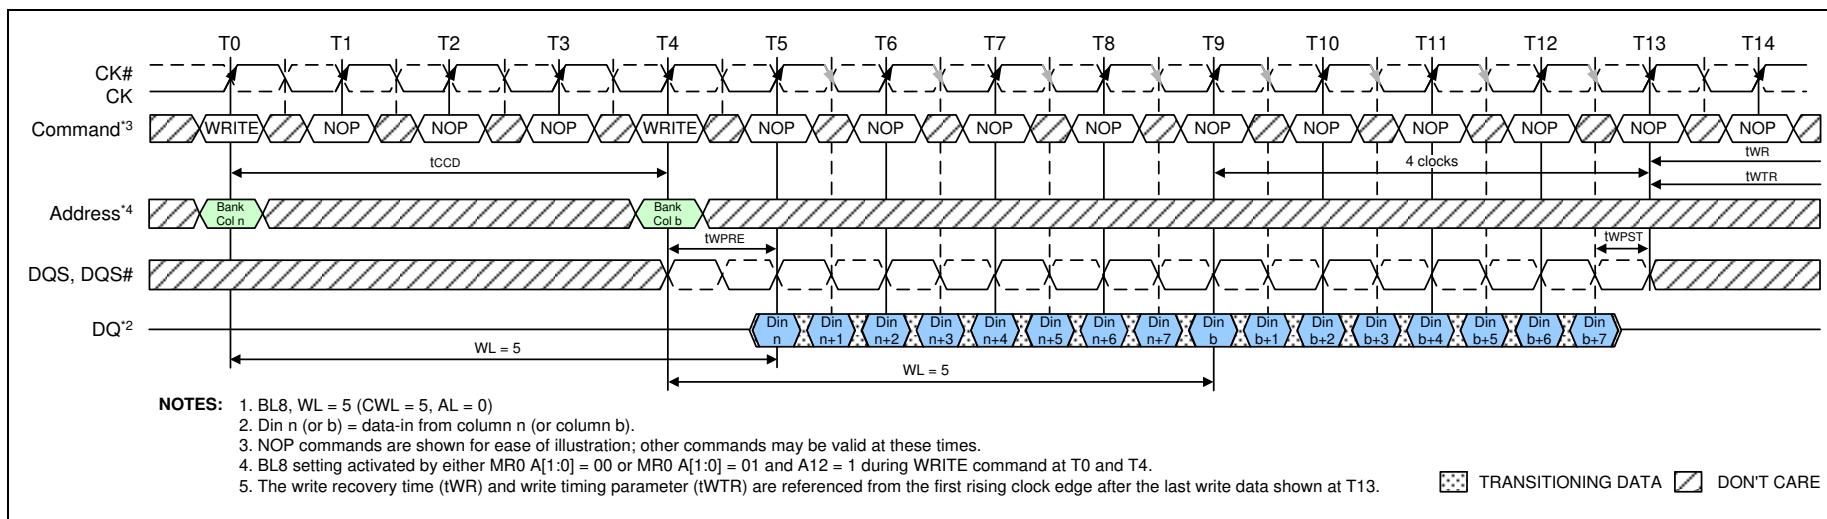 T0 T1 T2 T3 T4 T5 T6 T7 T8 T9 T10 T11 T12 T13 T14
CK#
CK
Command*3 WRITE NOP NOP NOP WRITE NOP NOP NOP NOP NOP NOP NOP NOP NOP NOP
tCCD 4 clocks tWR
tWTR
Address*4 Bank Col n Bank Col b
tWPRE tWPST
DQS, DQS#
DQ*2 Din n Din n+1 Din n+2 Din n+3 Din n+4 Din n+5 Din n+6 Din n+7 Din b Din b+1 Din b+2 Din b+3 Din b+4 Din b+5 Din b+6 Din b+7
WL = 5
WL = 5
NOTES: 1. BL8, WL = 5 (CWL = 5, AL = 0)
2. Din n (or b) = data-in from column n (or column b).
3. NOP commands are shown for ease of illustration; other commands may be valid at these times.
4. BL8 setting activated by either MR0 A[1:0] = 00 or MR0 A[1:0] = 01 and A12 = 1 during WRITE command at T0 and T4.
5. The write recovery time (tWR) and write timing parameter (tWTR) are referenced from the first rising clock edge after the last write data shown at T13.
TRANSITIONING DATA DON'T CARE